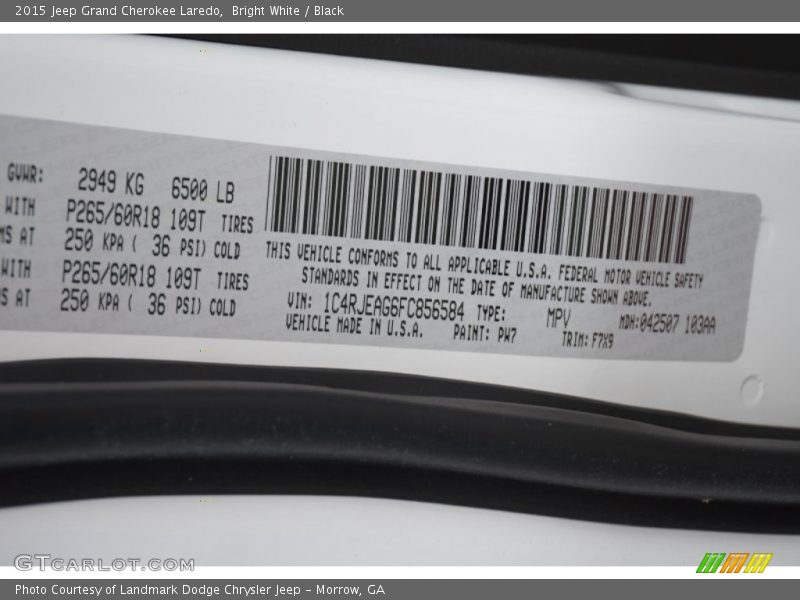 2015 Jeep Grand Cherokee Laredo,  Bright White / Black
GVWR: 2949 KG 6500 LB
WITH P265/60R18 109T TIRES
MS AT 250 KPA ( 36 PSI) COLD
WITH P265/60R18 109T TIRES
MS AT 250 KPA ( 36 PSI) COLD
THIS VEHICLE CONFORMS TO ALL APPLICABLE U.S.A. FEDERAL MOTOR VEHICLE SAFETY
STANDARDS IN EFFECT ON THE DATE OF MANUFACTURE SHOWN ABOVE.
VIN: 1C4RJEAG6FC856584 TYPE: MPV MDH:042507 103AA
VEHICLE MADE IN U.S.A. PAINT: PW7 TRIM: F7X9
GTCARLOT.COM
Photo Courtesy of Landmark Dodge Chrysler Jeep – Morrow, GA